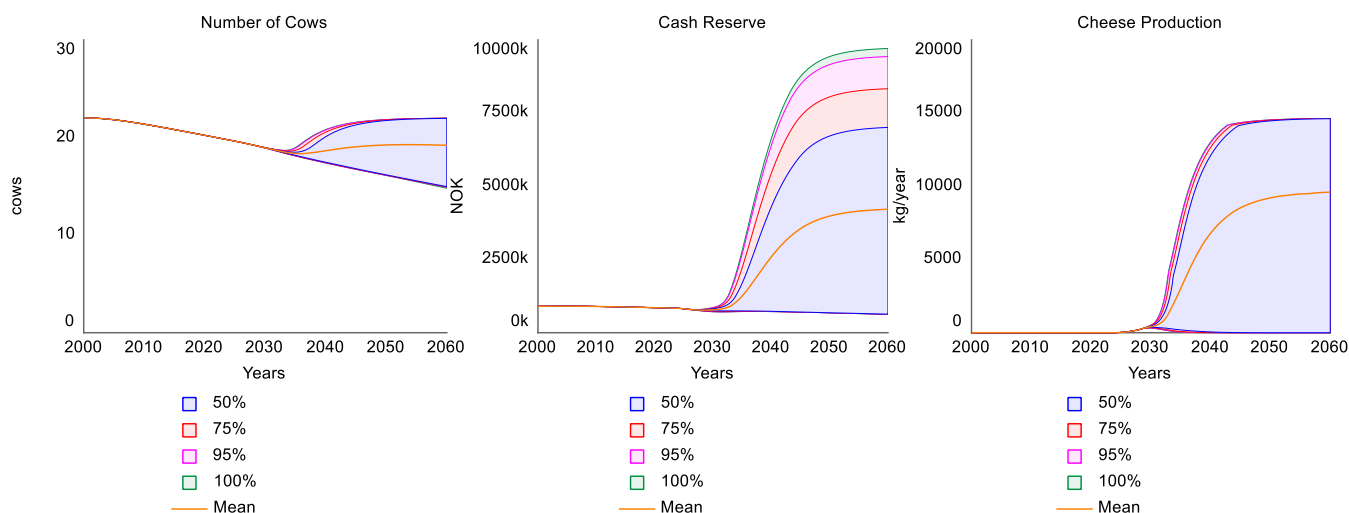 Number of Cows
30
20
10
0
cows
2000 2010 2020 2030 2040 2050 2060
Years
50%
75%
95%
100%
Mean
Cash Reserve
10000k
7500k
5000k
2500k
0k
NOK
2000 2010 2020 2030 2040 2050 2060
Years
50%
75%
95%
100%
Mean
Cheese Production
20000
15000
10000
5000
0
kg/year
2000 2010 2020 2030 2040 2050 2060
Years
50%
75%
95%
100%
Mean